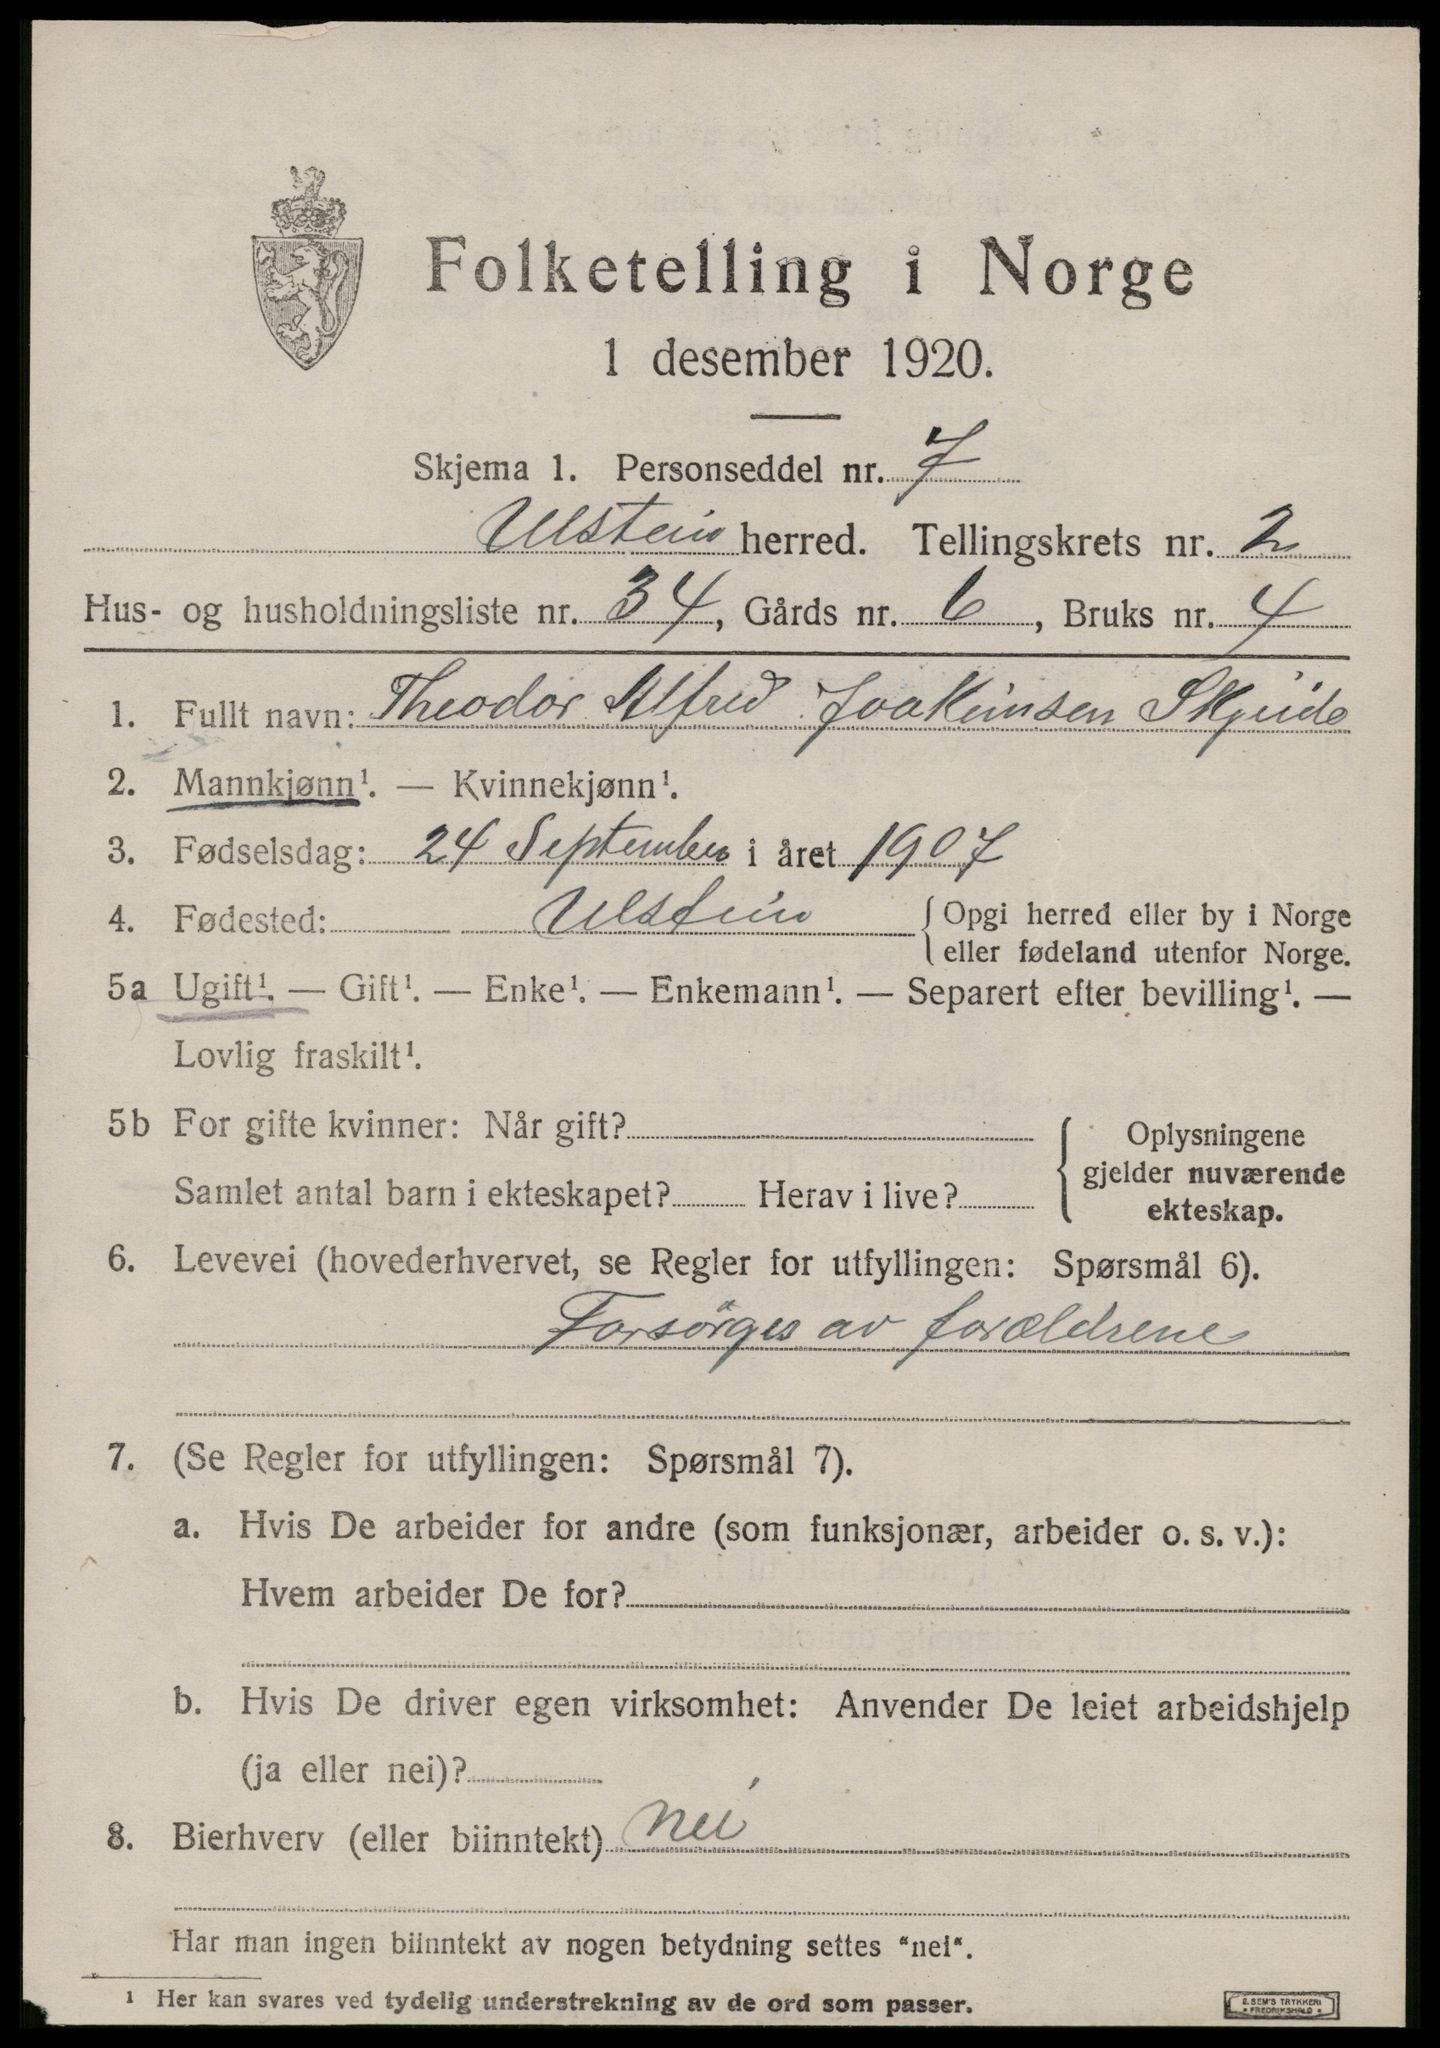 Folketelling i Norge
1 desember 1920.
Skjema 1. Personseddel nr. 7
Ulstein herred. Tellingskrets nr. 2
Hus- og husholdningsliste nr. 34, Gårds nr. 6, Bruks nr. 4
1. Fullt navn: Theodor Alfred Joakimsen Skjeide
2. Mannkjønn¹. — Kvinnekjønn¹.
3. Fødselsdag: 24 September i året 1907
4. Fødested: Ulstein { Opgi herred eller by i Norge
eller fødeland utenfor Norge.
5a Ugift¹. — Gift¹. — Enke¹. — Enkemann¹. — Separert efter bevilling¹. —
Lovlig fraskilt¹.
5b For gifte kvinner: Når gift?
Samlet antal barn i ekteskapet? Herav i live?
{ Oplysningene
gjelder nuværende
ekteskap.
6. Levevei (hovederhvervet, se Regler for utfyllingen: Spørsmål 6).
Forsørges av forældrene
7. (Se Regler for utfyllingen: Spørsmål 7).
a. Hvis De arbeider for andre (som funksjonær, arbeider o. s. v.):
Hvem arbeider De for?
b. Hvis De driver egen virksomhet: Anvender De leiet arbeidshjelp
(ja eller nei)?
8. Bierhverv (eller biinntekt) nei
Har man ingen biinntekt av nogen betydning settes "nei".
¹ Her kan svares ved tydelig understrekning av de ord som passer.
E. SEM'S TRYKKERI
FREDRIKSHALD